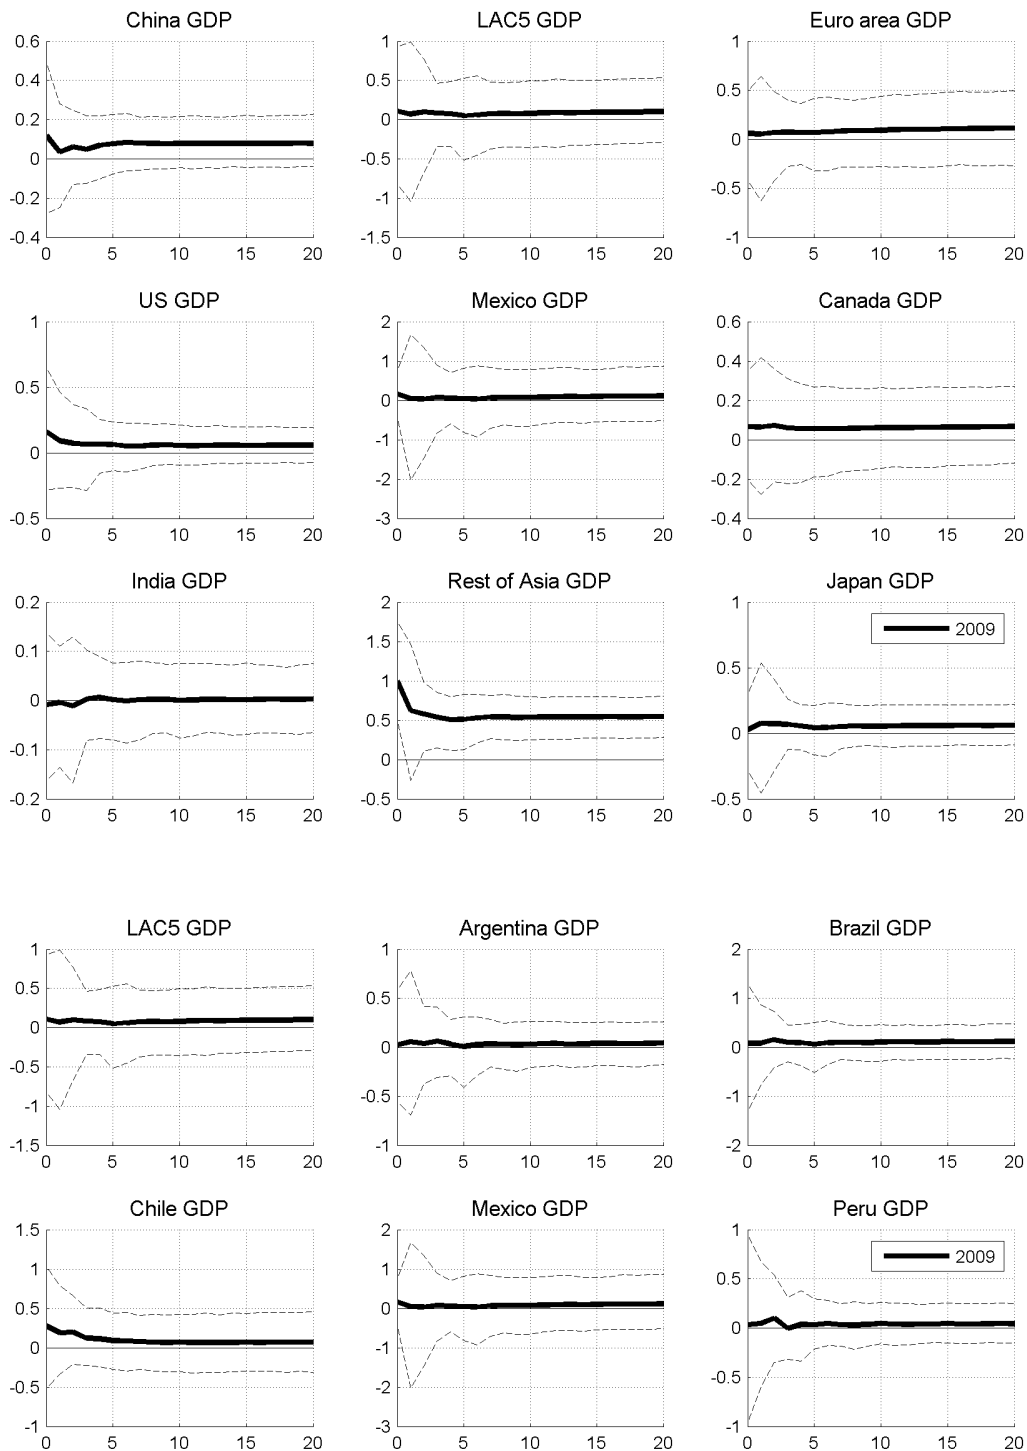 China GDP
0.6
0.4
0.2
0
-0.2
-0.4
0 5 10 15 20
LAC5 GDP
1
0.5
0
-0.5
-1
-1.5
0 5 10 15 20
Euro area GDP
1
0.5
0
-0.5
-1
0 5 10 15 20
US GDP
1
0.5
0
-0.5
0 5 10 15 20
Mexico GDP
2
1
0
-1
-2
-3
0 5 10 15 20
Canada GDP
0.6
0.4
0.2
0
-0.2
-0.4
0 5 10 15 20
India GDP
0.2
0.1
0
-0.1
-0.2
0 5 10 15 20
Rest of Asia GDP
2
1.5
1
0.5
0
-0.5
0 5 10 15 20
Japan GDP
1
2009
0.5
0
-0.5
0 5 10 15 20
LAC5 GDP
1
0.5
0
-0.5
-1
-1.5
0 5 10 15 20
Argentina GDP
1
0.5
0
-0.5
-1
0 5 10 15 20
Brazil GDP
2
1
0
-1
-2
0 5 10 15 20
Chile GDP
1.5
1
0.5
0
-0.5
-1
0 5 10 15 20
Mexico GDP
2
1
0
-1
-2
-3
0 5 10 15 20
Peru GDP
1
2009
0.5
0
-0.5
-1
0 5 10 15 20